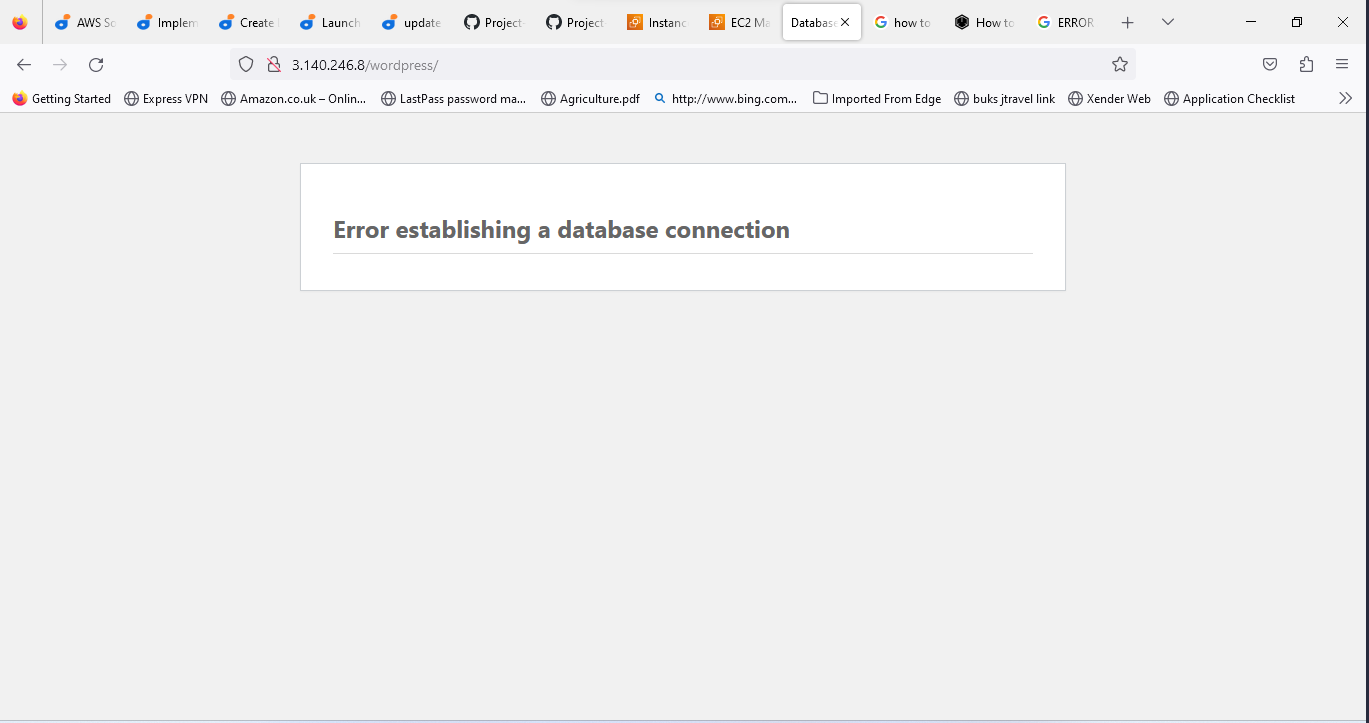 AWS So
Implem
Create
Launch
update
Project-
Project
Instanc
EC2 Ma
Database
how to
How to
ERROR
3.140.246.8/wordpress/
Getting Started
Express VPN
Amazon.co.uk – Onlin...
LastPass password ma...
Agriculture.pdf
http://www.bing.com...
Imported From Edge
buks jtravel link
Xender Web
Application Checklist
Error establishing a database connection